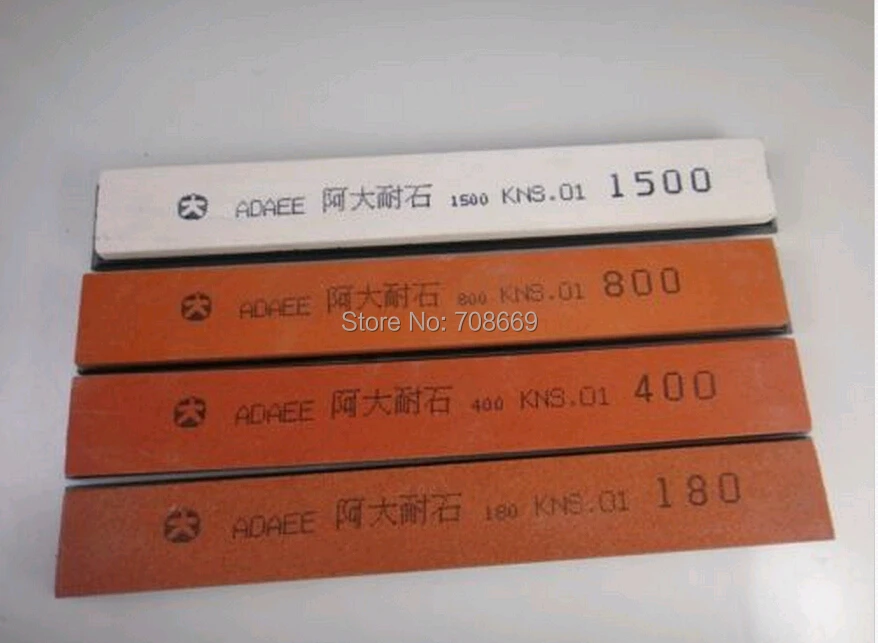 大 ADAEE 阿大耐石 1500 KNS.01 1500
大 ADAEE 阿大耐石 800 KNS.01 800
Store No: 708669
大 ADAEE 阿大耐石 400 KNS.01 400
大 ADAEE 阿大耐石 180 KNS.01 180